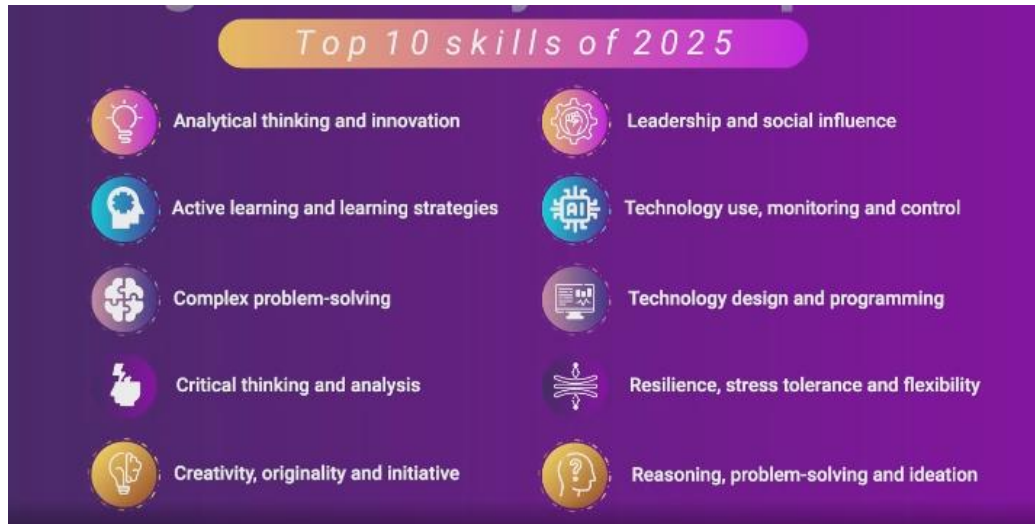 Top 10 skills of 2025
Analytical thinking and innovation
Active learning and learning strategies
Complex problem-solving
Critical thinking and analysis
Creativity, originality and initiative
Leadership and social influence
AI
Technology use, monitoring and control
Technology design and programming
Resilience, stress tolerance and flexibility
?
Reasoning, problem-solving and ideation